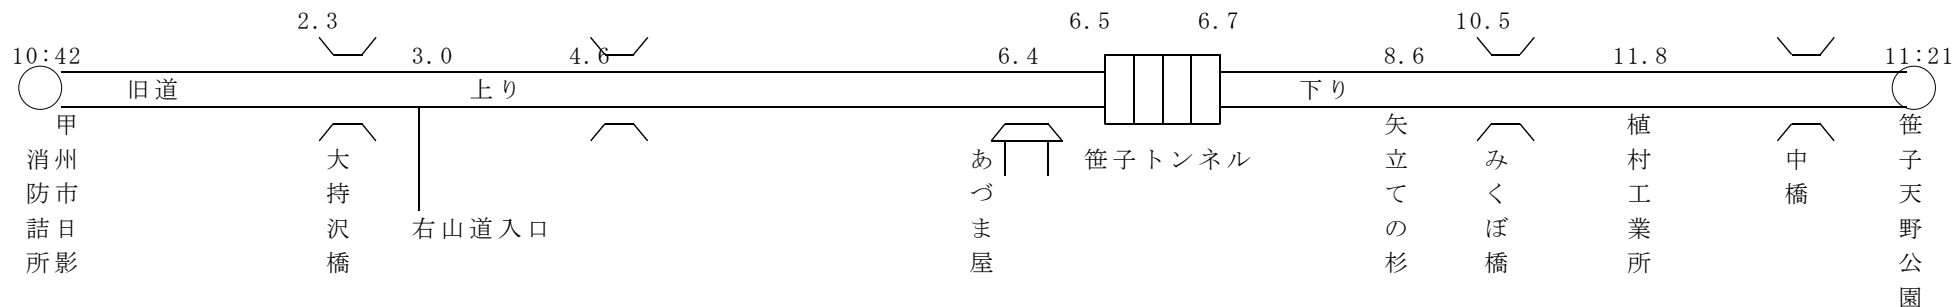 2.3
6.5
6.7
10.5
10:42
3.0
4.6
6.4
8.6
11.8
11:21
旧道
上り
下り
甲州市日影
消防詰所
大持沢橋
右山道入口
あづま屋
笹子トンネル
矢立ての杉
みくぼ橋
植村工業所
中橋
笹子天野公園